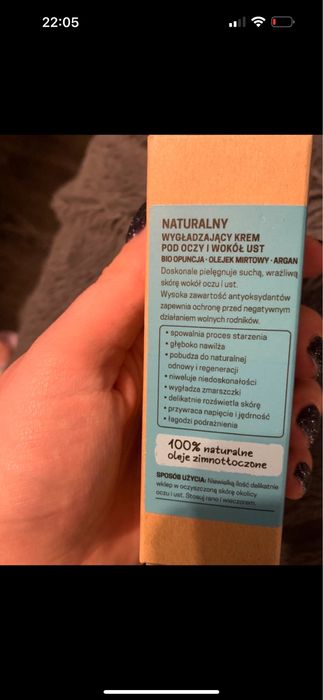 22:05
NATURALNY
WYGŁADZAJĄCY KREM
POD OCZY I WOKÓŁ UST
BIO OPUNCJA · OLEJEK MIRTOWY · ARGAN
Doskonale pielęgnuje suchą, wrażliwą
skórę wokół oczu i ust.
Wysoka zawartość antyoksydantów
zapewnia ochronę przed negatywnym
działaniem wolnych rodników.
• spowalnia proces starzenia
• głęboko nawilża
• pobudza do naturalnej
odnowy i regeneracji
• niweluje niedoskonałości
• wygładza zmarszczki
• delikatnie rozświetla skórę
• przywraca napięcie i jędrność
• łagodzi podrażnienia
100% naturalne
oleje zimnotłoczone
SPOSÓB UŻYCIA: Niewielką ilość delikatnie
wklep w oczyszczoną skórę okolicy
oczu i ust. Stosuj rano i wieczorem.